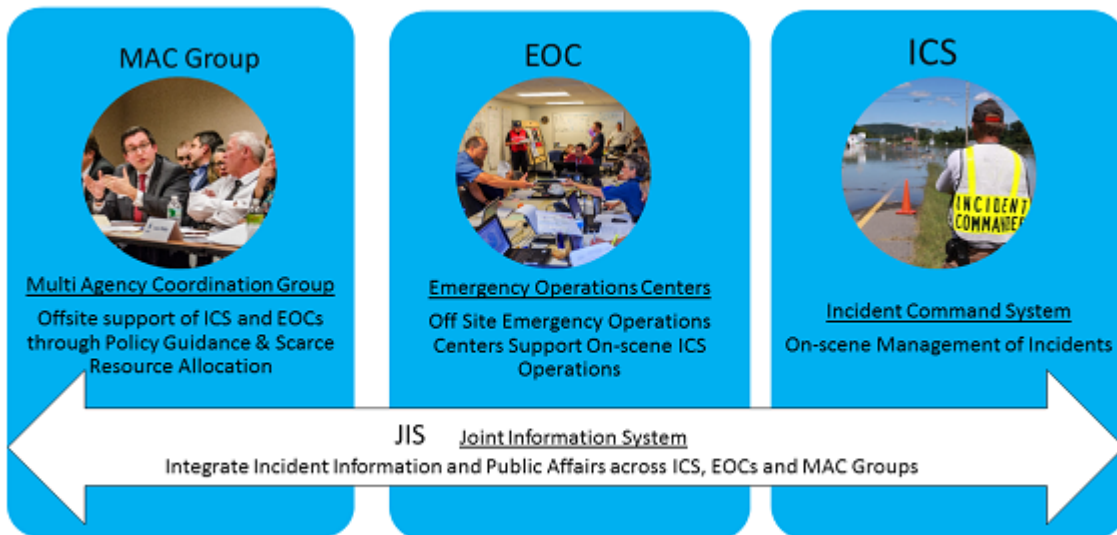 MAC Group
Multi Agency Coordination Group
Offsite support of ICS and EOCs
through Policy Guidance & Scarce
Resource Allocation
EOC
Emergency Operations Centers
Off Site Emergency Operations
Centers Support On-scene ICS
Operations
ICS
INCIDENT
COMMANDER
Incident Command System
On-scene Management of Incidents
JIS Joint Information System
Integrate Incident Information and Public Affairs across ICS, EOCs and MAC Groups